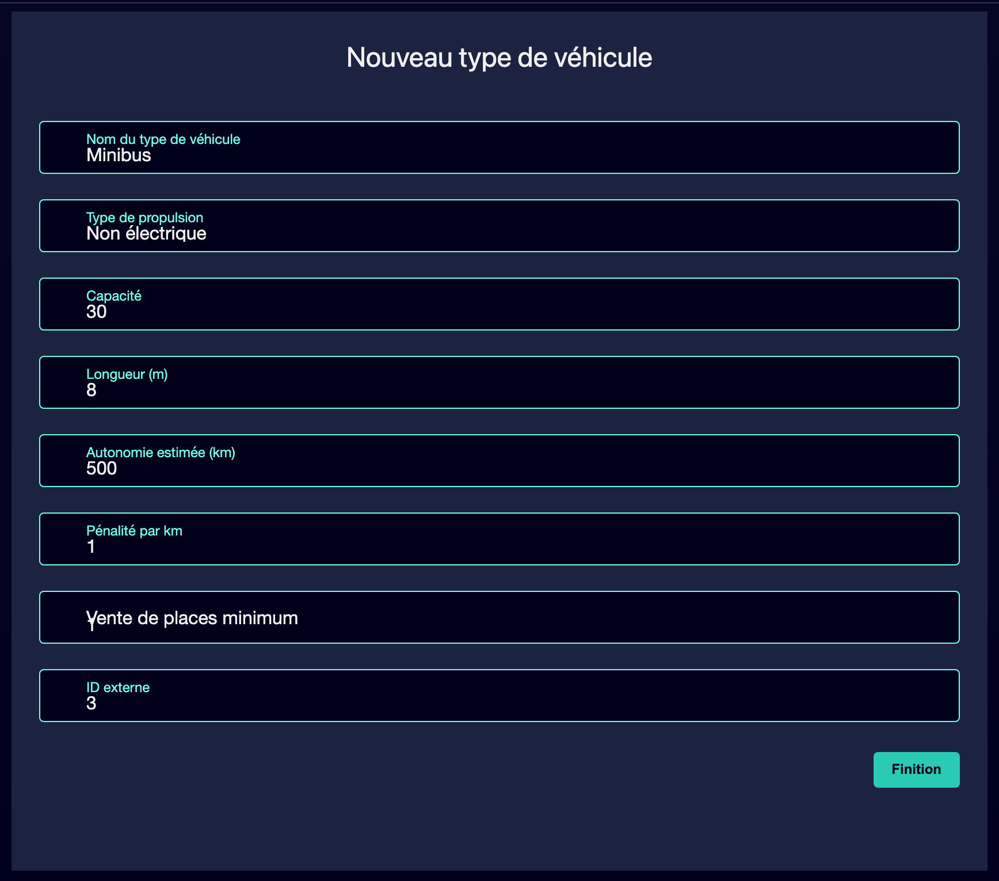 Nouveau type de véhicule
Nom du type de véhicule
Minibus
Type de propulsion
Non électrique
Capacité
30
Longueur (m)
8
Autonomie estimée (km)
500
Pénalité par km
1
Vente de places minimum
1
ID externe
3
Finition